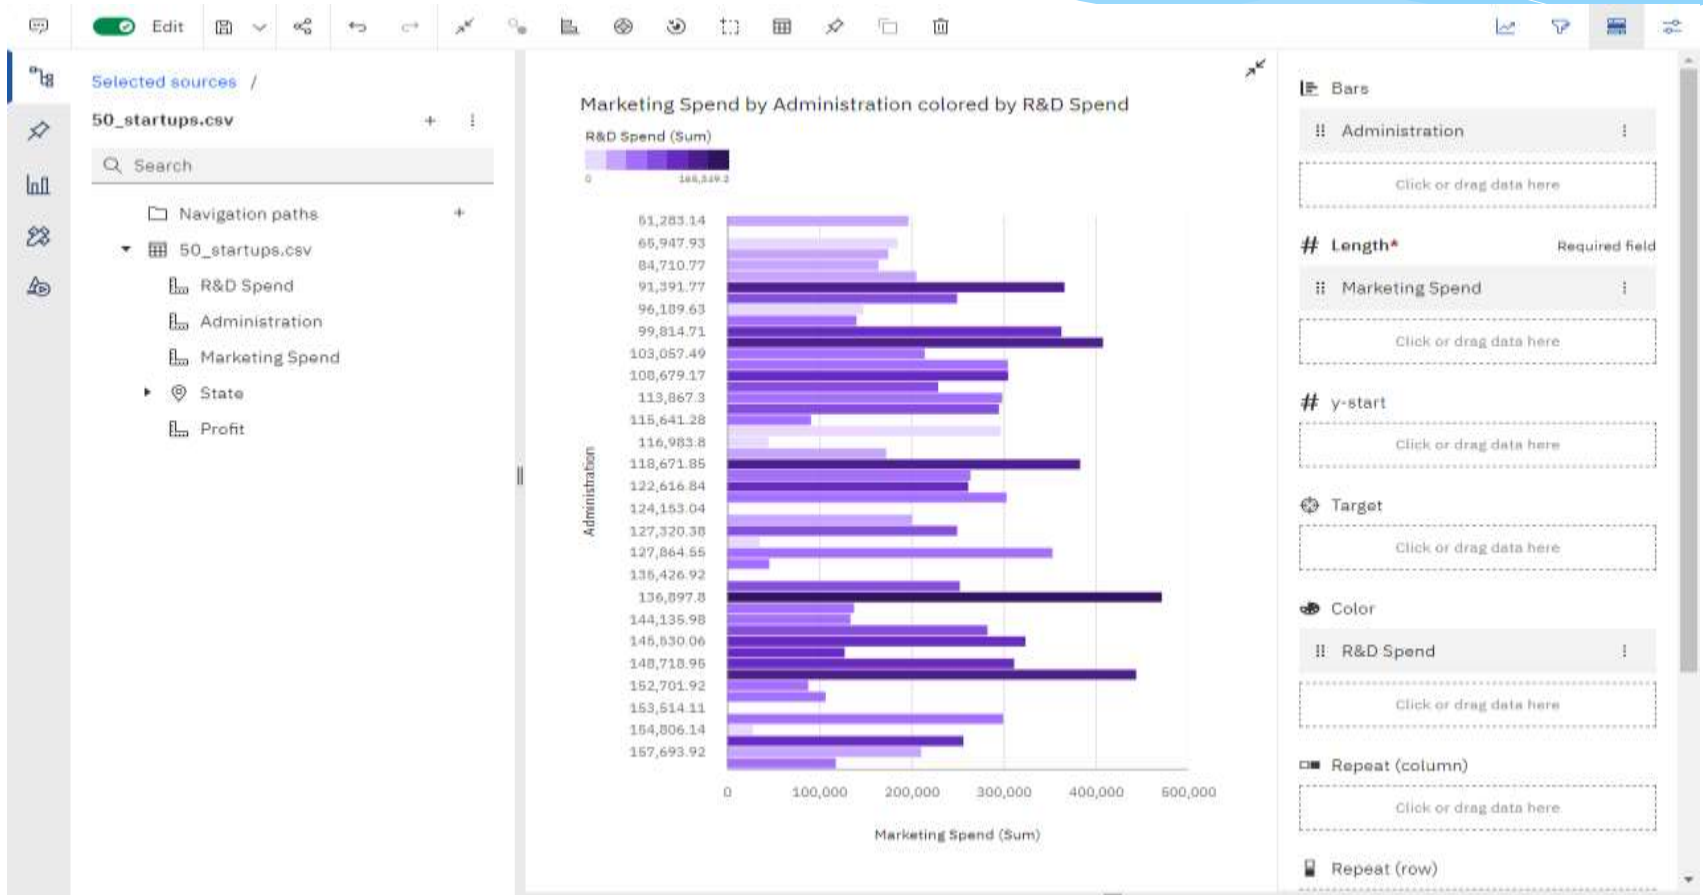 Edit
Selected sources /
50_startups.csv
Search
Navigation paths
50_startups.csv
R&D Spend
Administration
Marketing Spend
State
Profit
Marketing Spend by Administration colored by R&D Spend
R&D Spend (Sum)
0 165,349.2
Administration
51,283.14
65,947.93
84,710.77
91,391.77
96,189.63
99,814.71
103,057.49
108,679.17
113,867.3
115,641.28
116,983.8
118,671.85
122,616.84
124,153.04
127,320.38
127,864.55
135,426.92
136,897.8
144,135.98
145,530.06
148,718.95
152,701.92
153,514.11
154,806.14
157,693.92
0 100,000 200,000 300,000 400,000 500,000
Marketing Spend (Sum)
Bars
Administration
Click or drag data here
# Length* Required field
Marketing Spend
Click or drag data here
# y-start
Click or drag data here
Target
Click or drag data here
Color
R&D Spend
Click or drag data here
Repeat (column)
Click or drag data here
Repeat (row)